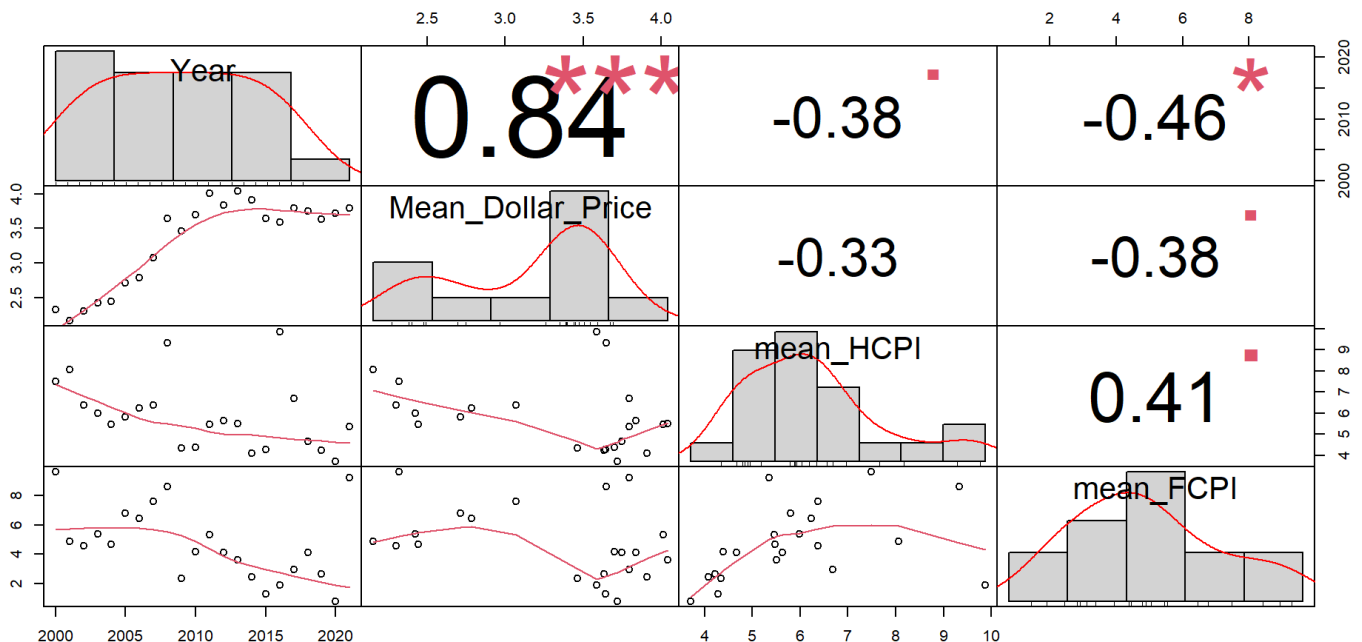 2.5 3.0 3.5 4.0 2 4 6 8
Year 0.84 *** -0.38 . -0.46 * 2000 2010 2020
2.5 3.0 3.5 4.0 Mean_Dollar_Price -0.33 -0.38 .
mean_HCPI 0.41 . 4 5 6 7 8 9
2 4 6 8 mean_FCPI
2000 2005 2010 2015 2020 4 5 6 7 8 9 10